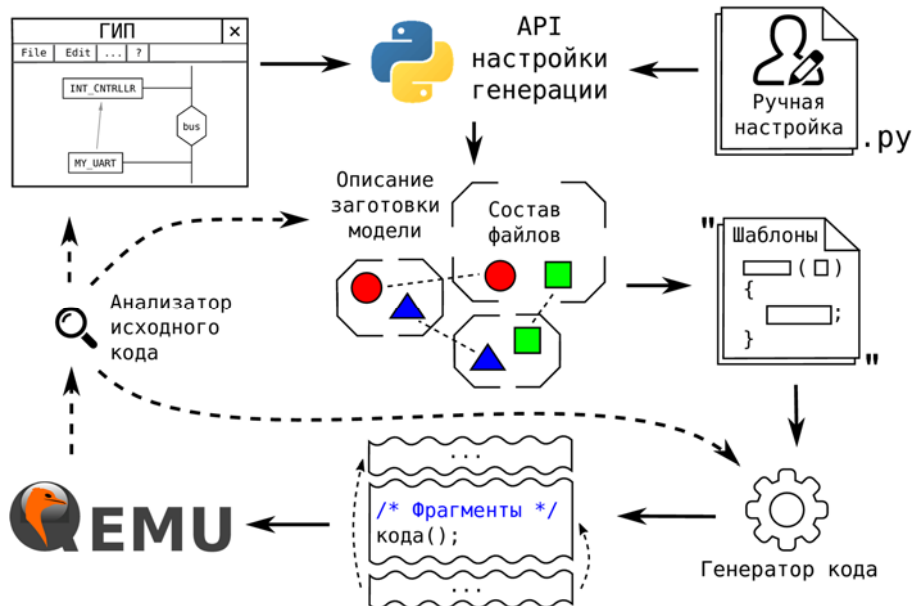 ГИП
×
File Edit ... ?
INT_CNTRLLR
bus
MY_UART
API
настройки
генерации
Ручная
настройка
.py
Описание
заготовки
модели
Состав
файлов
"
Шаблоны
( )
{
;
}
"
Анализатор
исходного
кода
...
/* Фрагменты */
кода();
...
QEMU
Генератор кода